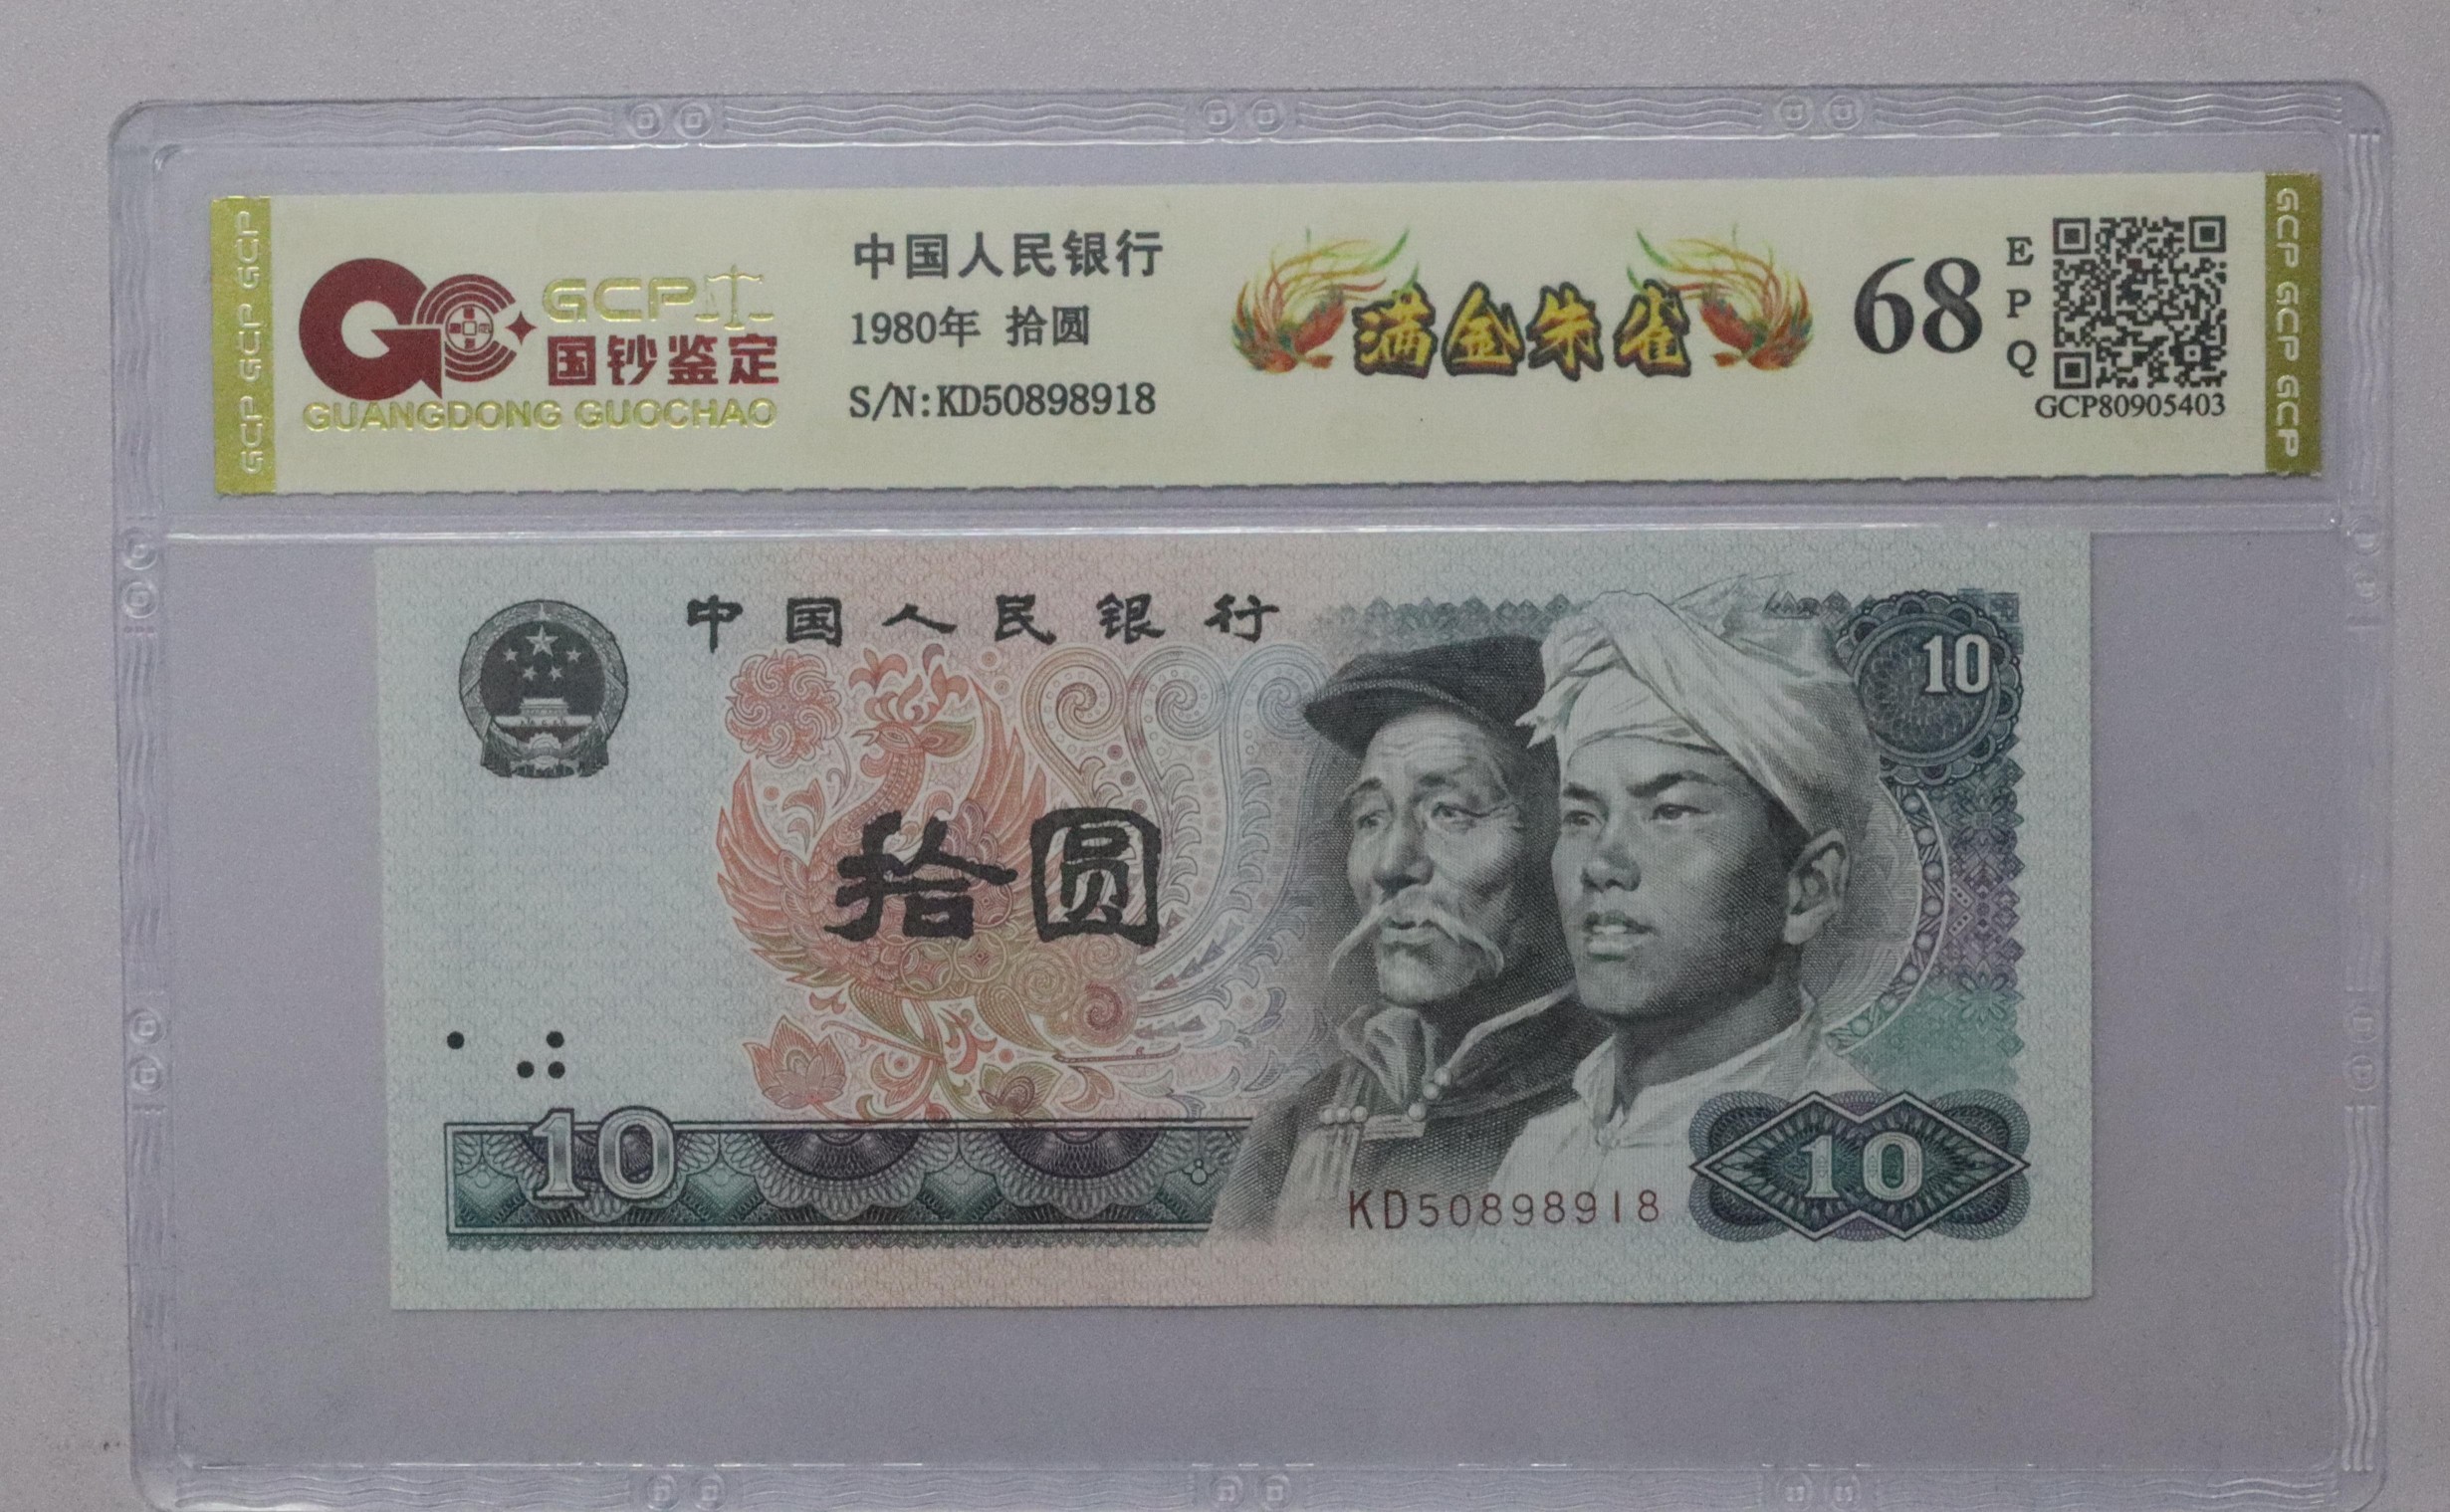 GCP GCP GCP
GCP
国钞鉴定
GUANGDONG GUOCHAO
中国人民银行
1980年 拾圆
S/N:KD50898918
满金朱雀
68
EPQ
GCP80905403
GCP GCP GCP
中国人民银行
10
拾圆
10
KD50898918
10